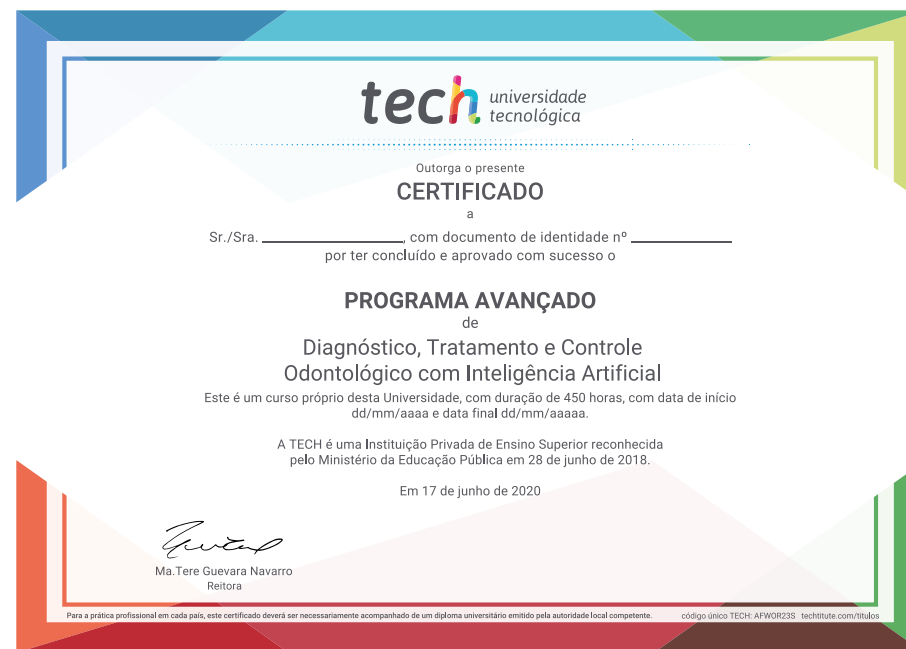 tech universidade
tecnológica
Outorga o presente
CERTIFICADO
a
Sr./Sra. ____________, com documento de identidade nº _________
por ter concluído e aprovado com sucesso o
PROGRAMA AVANÇADO
de
Diagnóstico, Tratamento e Controle
Odontológico com Inteligência Artificial
Este é um curso próprio desta Universidade, com duração de 450 horas, com data de início
dd/mm/aaaa e data final dd/mm/aaaaa.
A TECH é uma Instituição Privada de Ensino Superior reconhecida
pelo Ministério da Educação Pública em 28 de junho de 2018.
Em 17 de junho de 2020
Ma.Tere Guevara Navarro
Reitora
Para a prática profissional em cada país, este certificado deverá ser necessariamente acompanhado de um diploma universitário emitido pela autoridade local competente. código único TECH: AFWOR23S techtitute.com/titulos